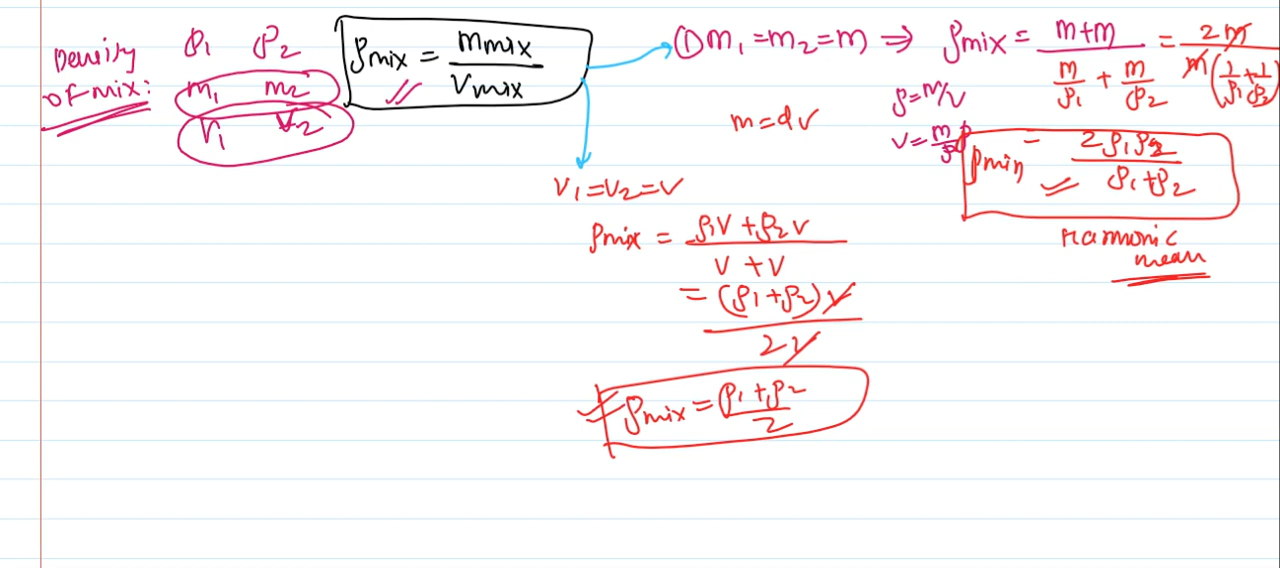 Density
of mix:
ρ1 ρ2
m1 m2
V1 V2
ρmix = mmix / Vmix
① m1 = m2 = m ⇒ ρmix = (m+m) / (m/ρ1 + m/ρ2) = 2m / m(1/ρ1 + 1/ρ2)
ρ = m/v
v = m/ρ
m = dv
ρmin = 2ρ1ρ2 / (ρ1+ρ2)
Harmonic
mean
V1 = V2 = V
ρmix = (ρ1V + ρ2V) / (V + V)
= (ρ1+ρ2)V / 2V
ρmix = (ρ1+ρ2) / 2